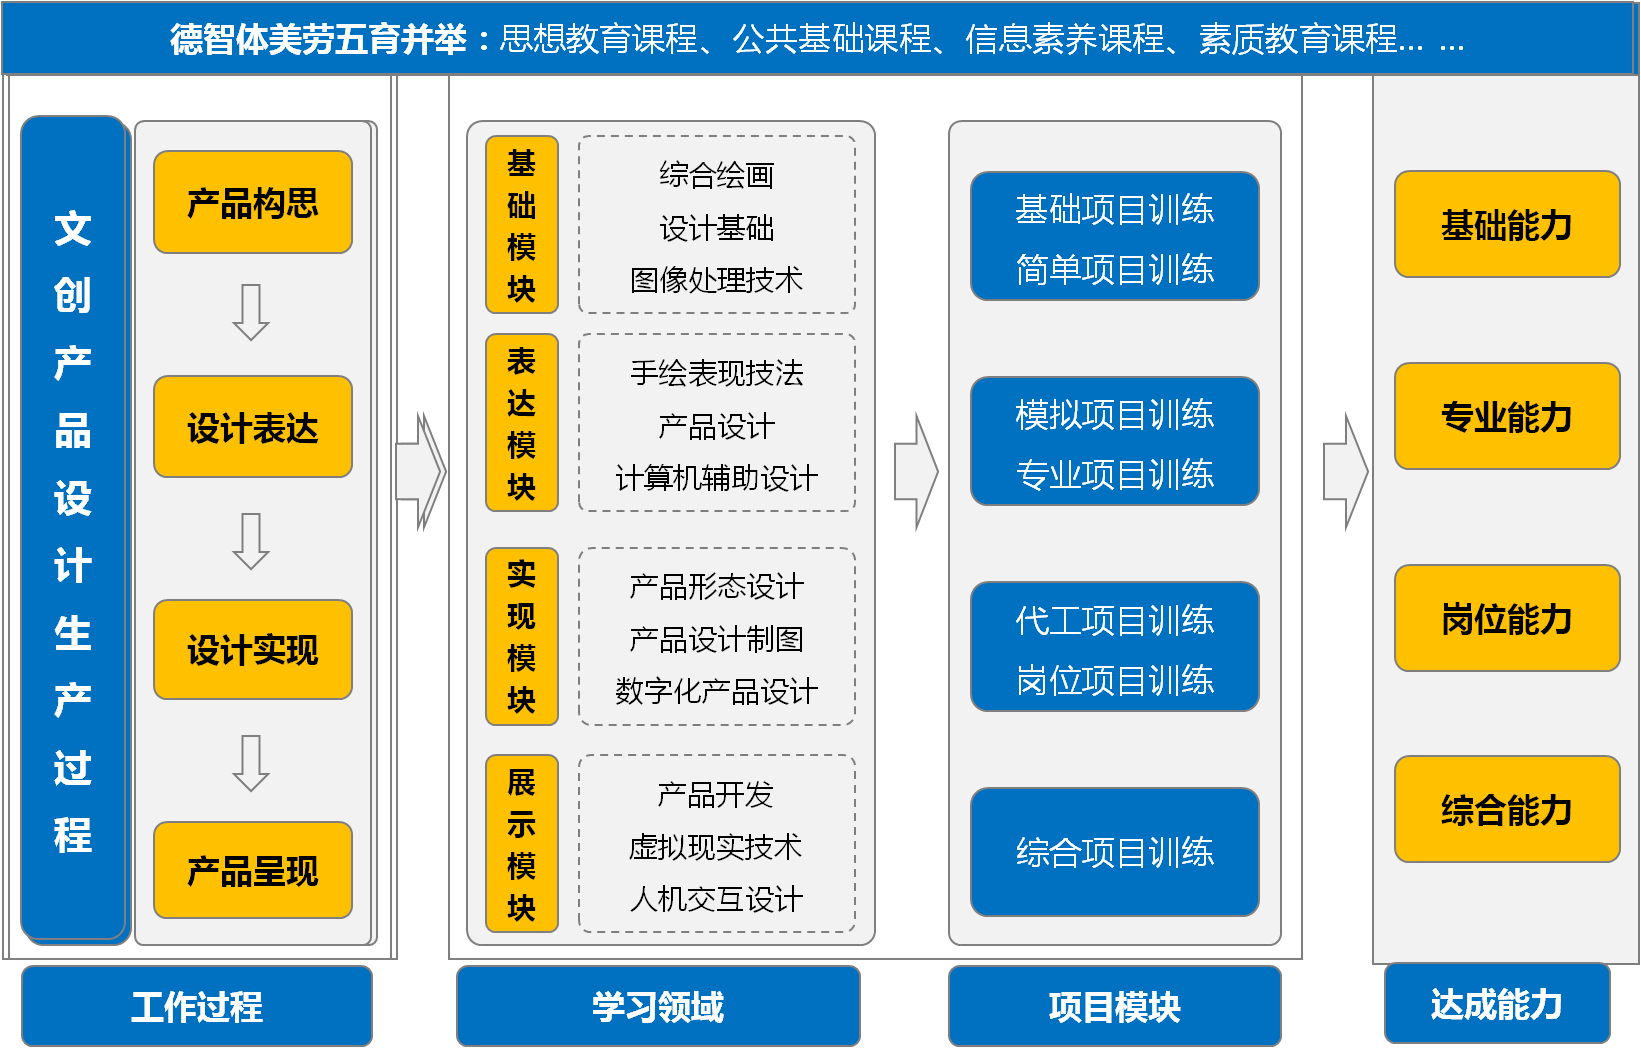 德智体美劳五育并举：思想教育课程、公共基础课程、信息素养课程、素质教育课程... ...
文创产品设计生产过程
产品构思
设计表达
设计实现
产品呈现
基础模块
综合绘画
设计基础
图像处理技术
表达模块
手绘表现技法
产品设计
计算机辅助设计
实现模块
产品形态设计
产品设计制图
数字化产品设计
展示模块
产品开发
虚拟现实技术
人机交互设计
基础项目训练
简单项目训练
模拟项目训练
专业项目训练
代工项目训练
岗位项目训练
综合项目训练
基础能力
专业能力
岗位能力
综合能力
工作过程
学习领域
项目模块
达成能力